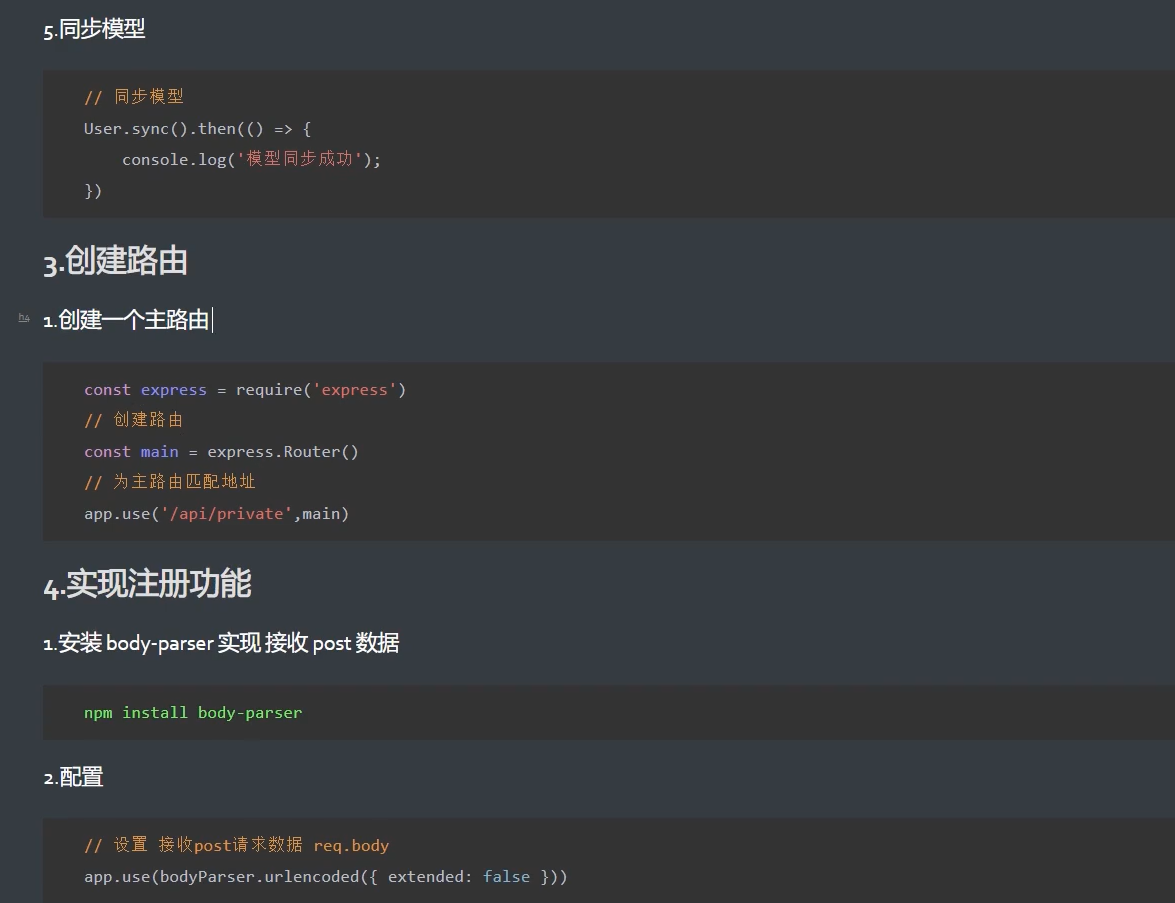 5.同步模型
// 同步模型
User.sync().then(() => {
console.log('模型同步成功');
})
3.创建路由
h4
1.创建一个主路由
const express = require('express')
// 创建路由
const main = express.Router()
// 为主路由匹配地址
app.use('/api/private',main)
4.实现注册功能
1.安装 body-parser 实现 接收 post 数据
npm install body-parser
2.配置
// 设置 接收post请求数据 req.body
app.use(bodyParser.urlencoded({ extended: false }))